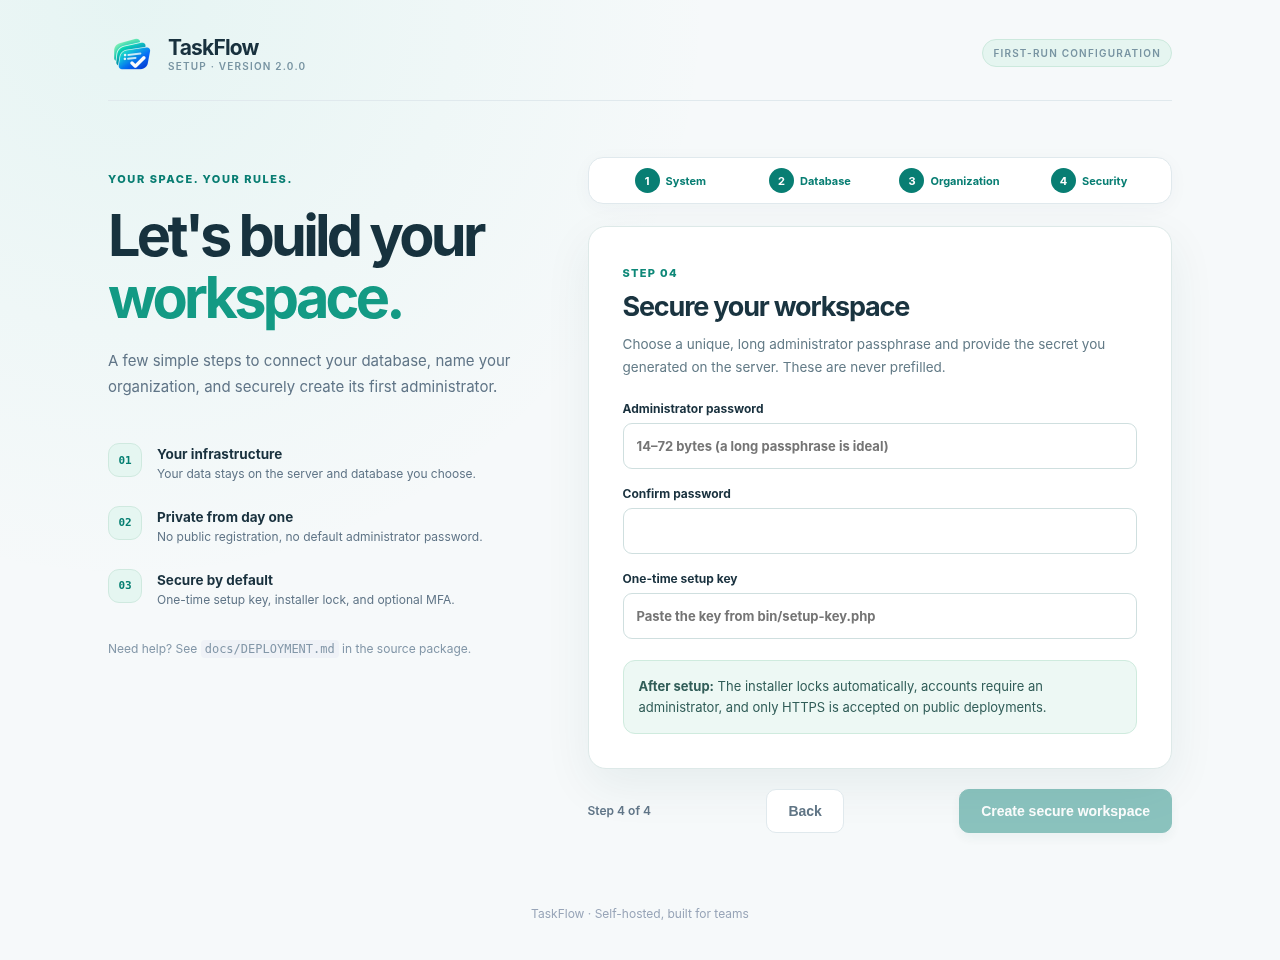 TaskFlow
SETUP · VERSION 2.0.0
FIRST-RUN CONFIGURATION
YOUR SPACE. YOUR RULES.
Let's build your
workspace.
A few simple steps to connect your database, name your
organization, and securely create its first administrator.
01
Your infrastructure
Your data stays on the server and database you choose.
02
Private from day one
No public registration, no default administrator password.
03
Secure by default
One-time setup key, installer lock, and optional MFA.
Need help? See docs/DEPLOYMENT.md in the source package.
1 System 2 Database 3 Organization 4 Security
STEP 04
Secure your workspace
Choose a unique, long administrator passphrase and provide the secret you
generated on the server. These are never prefilled.
Administrator password
14–72 bytes (a long passphrase is ideal)
Confirm password
One-time setup key
Paste the key from bin/setup-key.php
After setup: The installer locks automatically, accounts require an
administrator, and only HTTPS is accepted on public deployments.
Step 4 of 4
Back
Create secure workspace
TaskFlow · Self-hosted, built for teams